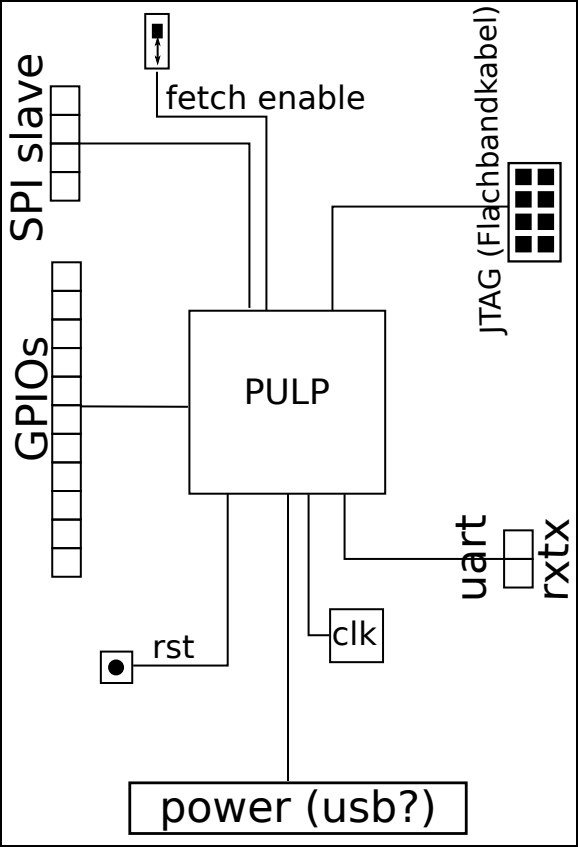 fetch enable
SPI slave
JTAG (Flachbandkabel)
GPIOs
PULP
uart
rxtx
rst
clk
power (usb?)